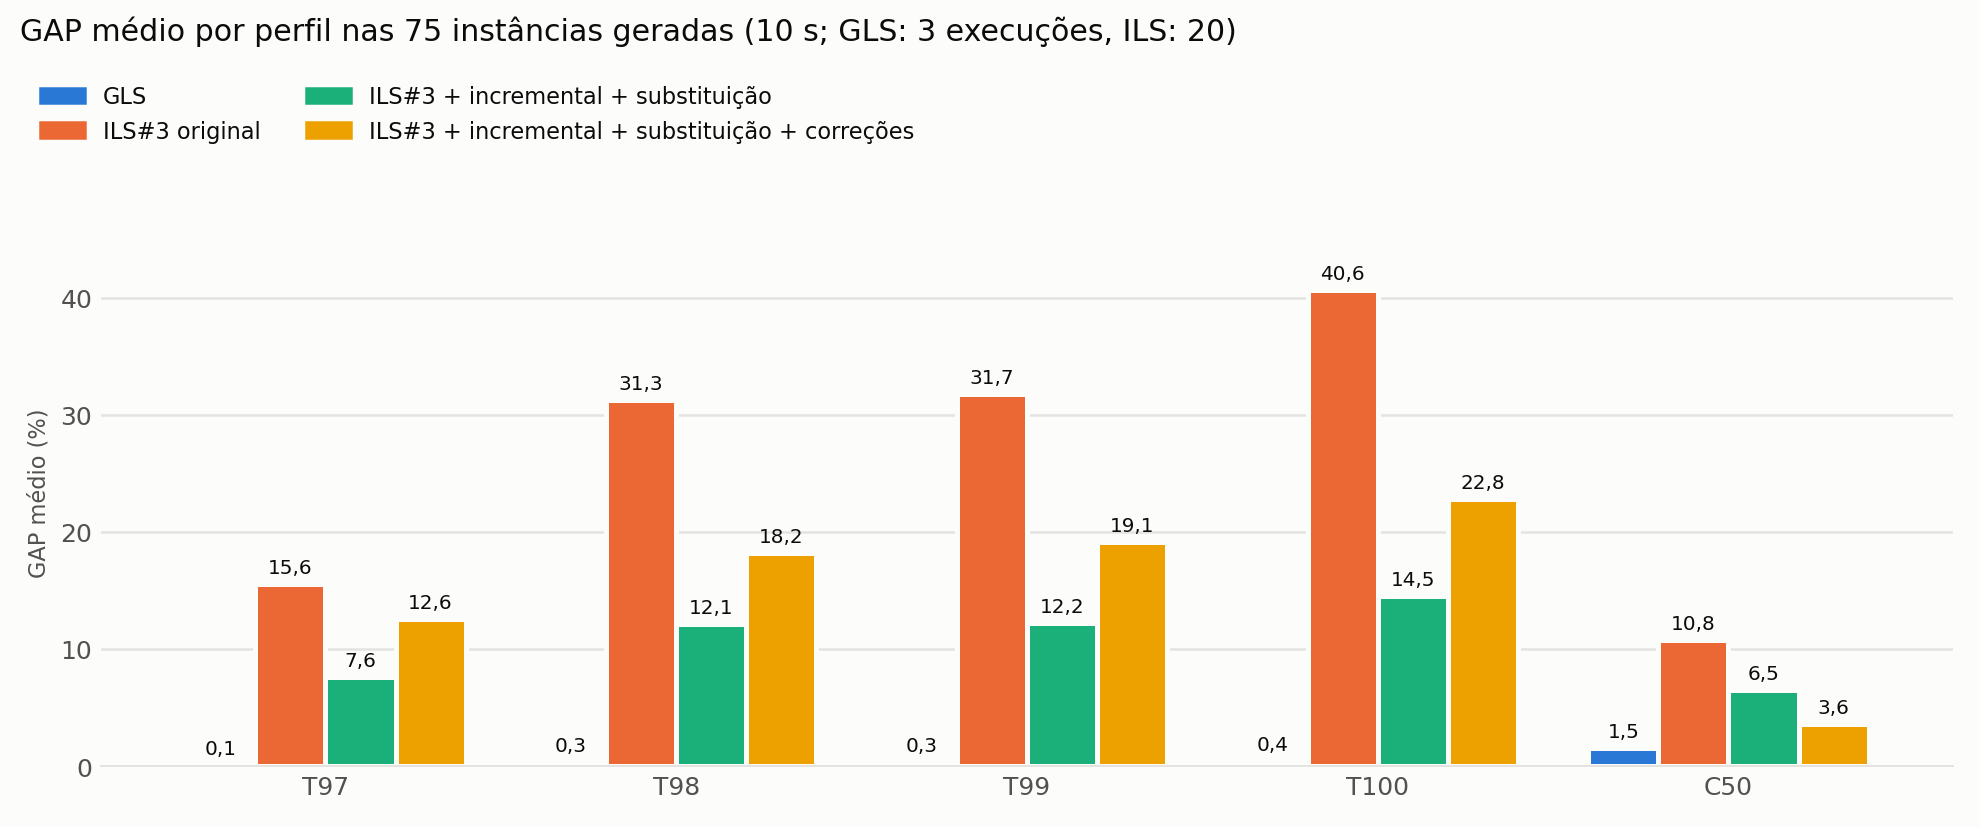 GAP médio por perfil nas 75 instâncias geradas (10 s; GLS: 3 execuções, ILS: 20)
GLS
ILS#3 original
ILS#3 + incremental + substituição
ILS#3 + incremental + substituição + correções
GAP médio (%)
40
30
20
10
0
0,1
15,6
7,6
12,6
0,3
31,3
12,1
18,2
0,3
31,7
12,2
19,1
0,4
40,6
14,5
22,8
1,5
10,8
6,5
3,6
T97
T98
T99
T100
C50